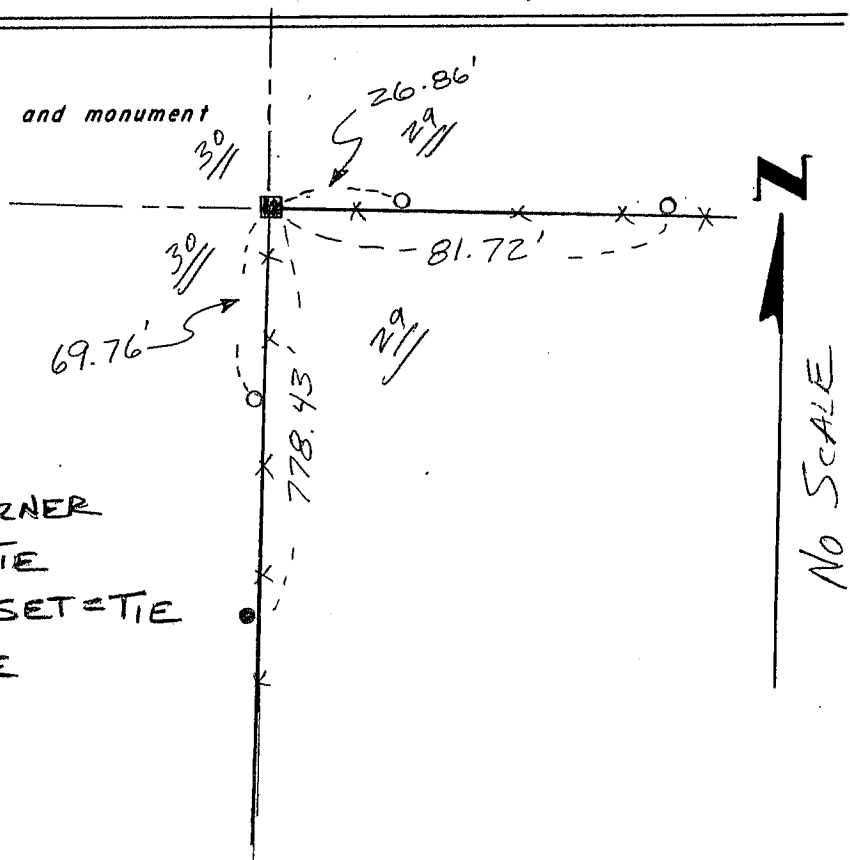 and monument
26.86'
30
29
N
30
81.72'
69.76'
29
778.43
No SCALE
RNER
TIE
SET=TIE
E